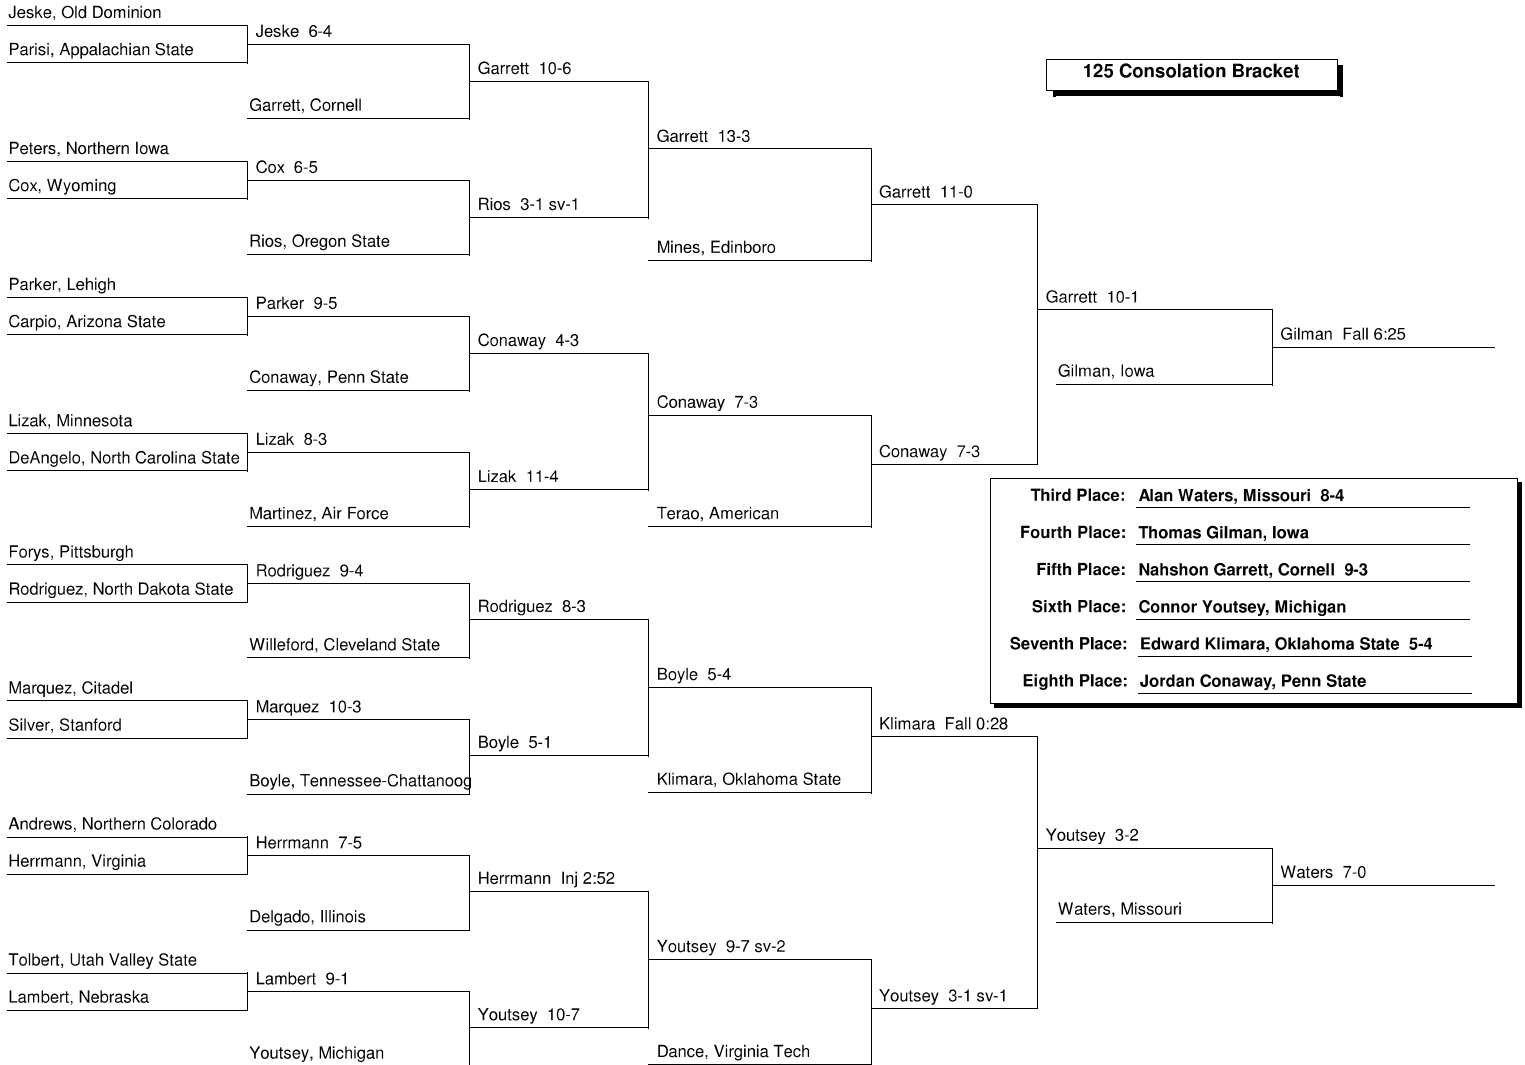 125 Consolation Bracket
Jeske, Old Dominion
Parisi, Appalachian State
Peters, Northern Iowa
Cox, Wyoming
Parker, Lehigh
Carpio, Arizona State
Lizak, Minnesota
DeAngelo, North Carolina State
Forys, Pittsburgh
Rodriguez, North Dakota State
Marquez, Citadel
Silver, Stanford
Andrews, Northern Colorado
Herrmann, Virginia
Tolbert, Utah Valley State
Lambert, Nebraska
Jeske 6-4
Garrett, Cornell
Cox 6-5
Rios, Oregon State
Parker 9-5
Conaway, Penn State
Lizak 8-3
Martinez, Air Force
Rodriguez 9-4
Willeford, Cleveland State
Marquez 10-3
Boyle, Tennessee-Chattanoog
Herrmann 7-5
Delgado, Illinois
Lambert 9-1
Youtsey, Michigan
Garrett 10-6
Rios 3-1 sv-1
Conaway 4-3
Lizak 11-4
Rodriguez 8-3
Boyle 5-1
Herrmann Inj 2:52
Youtsey 10-7
Garrett 13-3
Mines, Edinboro
Conaway 7-3
Terao, American
Boyle 5-4
Klimara, Oklahoma State
Youtsey 9-7 sv-2
Dance, Virginia Tech
Garrett 11-0
Conaway 7-3
Klimara Fall 0:28
Youtsey 3-1 sv-1
Garrett 10-1
Gilman, Iowa
Youtsey 3-2
Waters, Missouri
Gilman Fall 6:25
Waters 7-0
Third Place: Alan Waters, Missouri 8-4
Fourth Place: Thomas Gilman, Iowa
Fifth Place: Nahshon Garrett, Cornell 9-3
Sixth Place: Connor Youtsey, Michigan
Seventh Place: Edward Klimara, Oklahoma State 5-4
Eighth Place: Jordan Conaway, Penn State